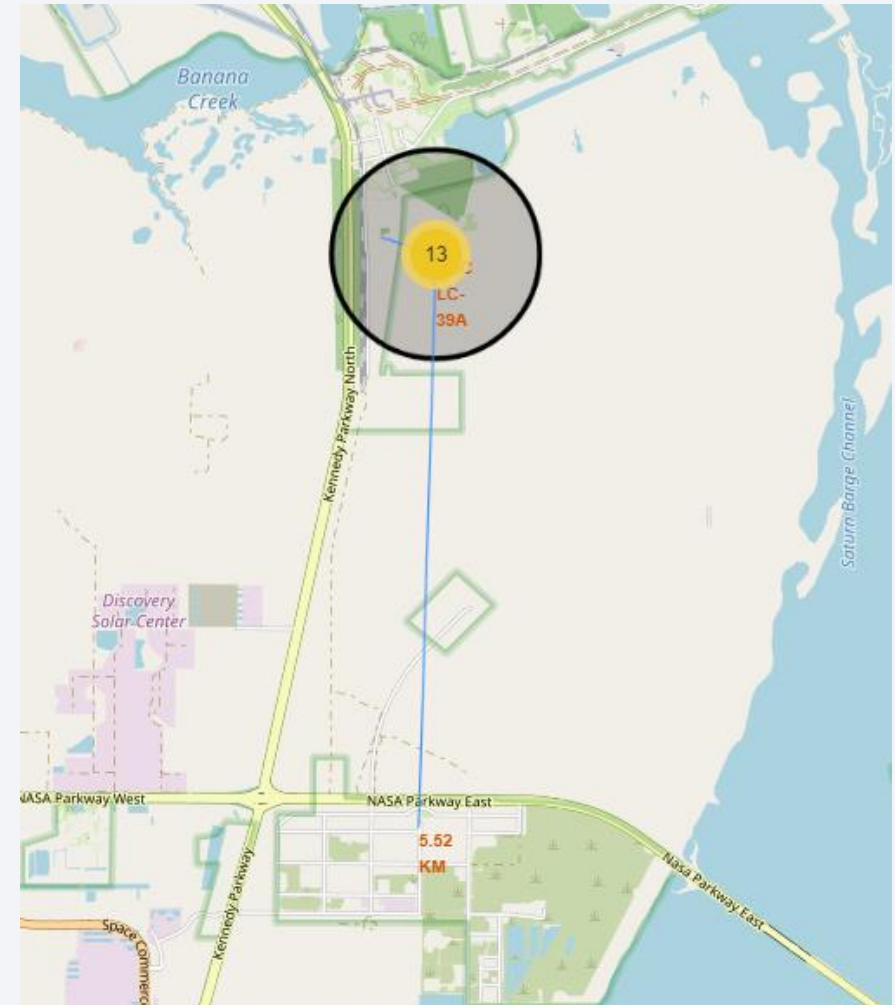 Banana
Creek
13
LC-
39A
Kennedy Parkway North
Saturn Barge Channel
Discovery
Solar Center
NASA Parkway West
NASA Parkway East
5.52
KM
Kennedy Parkway
Nasa Parkway East
Space Commerc